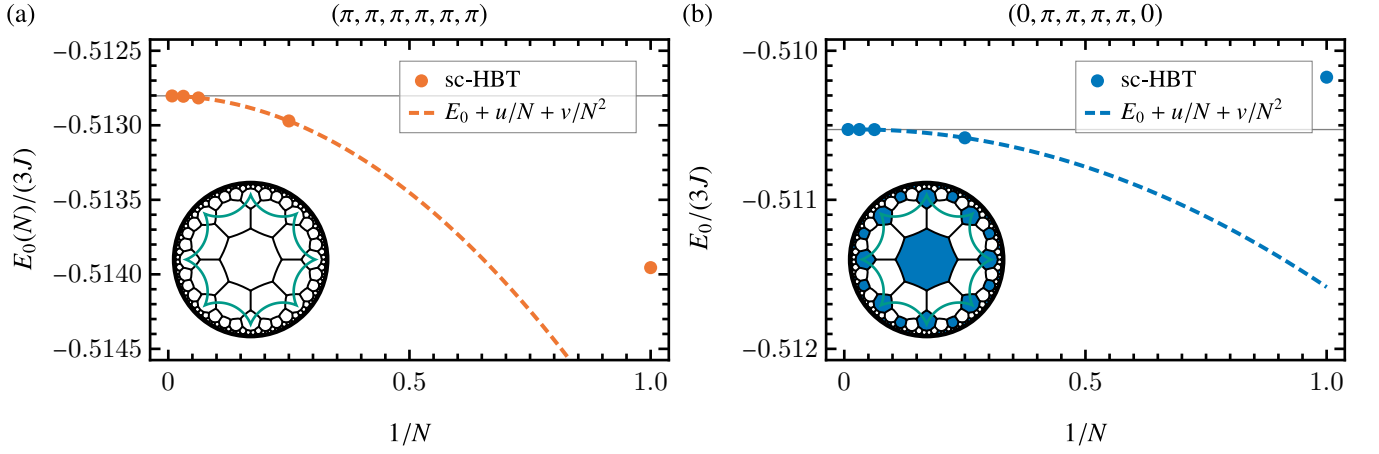 (a)
(π, π, π, π, π, π)
E₀(N)/(3J)
−0.5125
−0.5130
−0.5135
−0.5140
−0.5145
sc-HBT
E₀ + u/N + v/N²
0
0.5
1.0
1/N
(b)
(0, π, π, π, π, 0)
E₀/(3J)
−0.510
−0.511
−0.512
sc-HBT
E₀ + u/N + v/N²
0
0.5
1.0
1/N